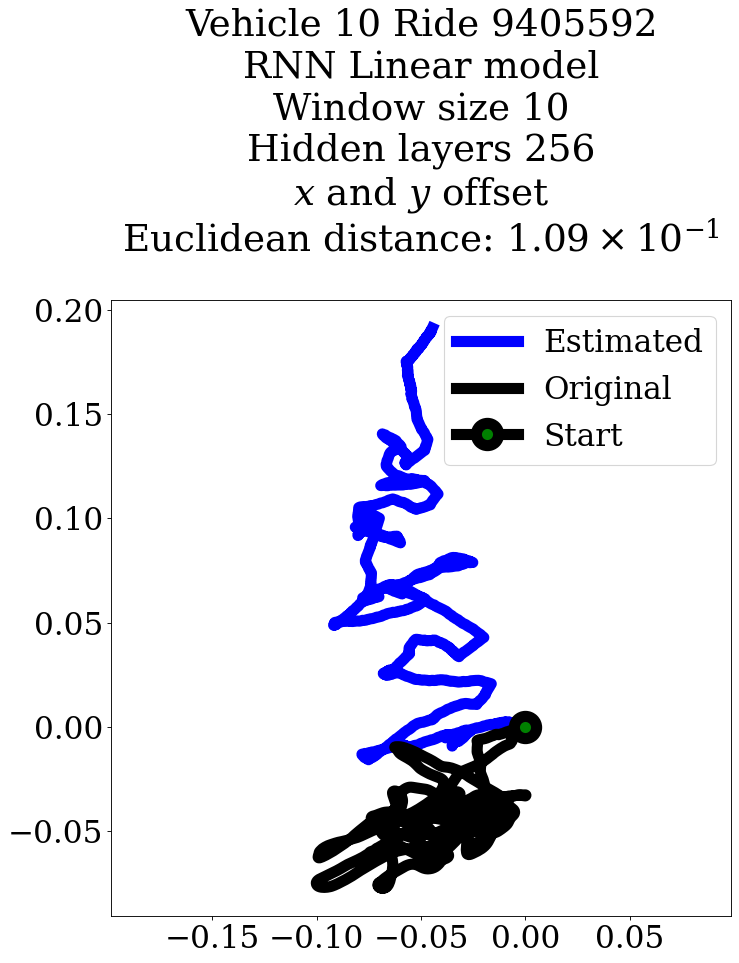 Vehicle 10 Ride 9405592
RNN Linear model
Window size 10
Hidden layers 256
x and y offset
Euclidean distance: 1.09 × 10⁻¹
0.20
0.15
0.10
0.05
0.00
−0.05
Estimated
Original
Start
−0.15 −0.10 −0.05 0.00 0.05